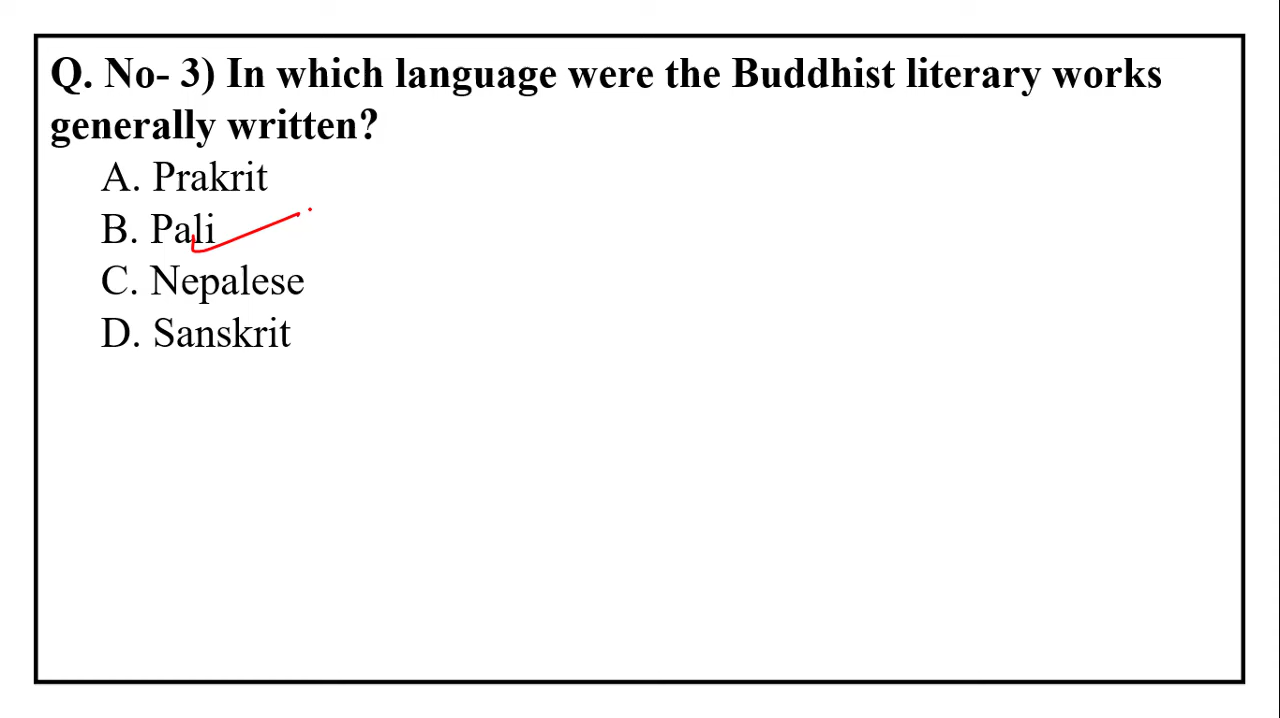 Q. No- 3) In which language were the Buddhist literary works
generally written?
A. Prakrit
B. Pali
C. Nepalese
D. Sanskrit